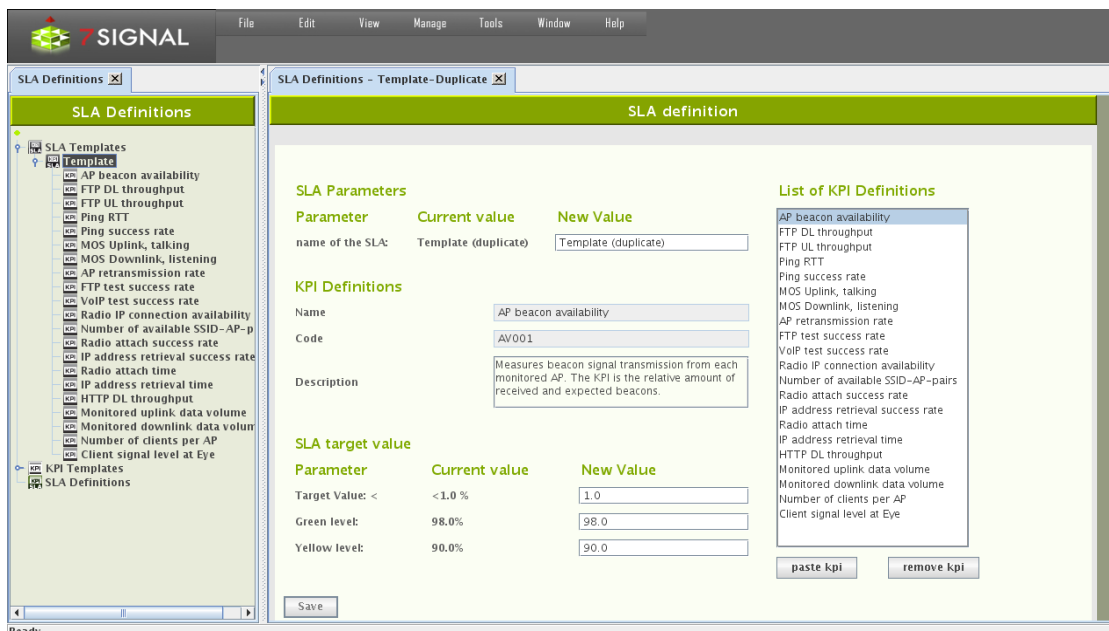 7SIGNAL
File Edit View Manage Tools Window Help
SLA Definitions
SLA Definitions
SLA Templates
Template
AP beacon availability
FTP DL throughput
FTP UL throughput
Ping RTT
Ping success rate
MOS Uplink, talking
MOS Downlink, listening
AP retransmission rate
FTP test success rate
VoIP test success rate
Radio IP connection availability
Number of available SSID-AP-p
Radio attach success rate
IP address retrieval success rate
Radio attach time
IP address retrieval time
HTTP DL throughput
Monitored uplink data volume
Monitored downlink data volum
Number of clients per AP
Client signal level at Eye
KPI Templates
SLA Definitions
SLA Definitions - Template-Duplicate
SLA definition
SLA Parameters
Parameter Current value New Value
name of the SLA: Template (duplicate) Template (duplicate)
KPI Definitions
Name AP beacon availability
Code AV001
Description
Measures beacon signal transmission from each
monitored AP. The KPI is the relative amount of
received and expected beacons.
SLA target value
Parameter Current value New Value
Target Value: < <1.0 % 1.0
Green level: 98.0% 98.0
Yellow level: 90.0% 90.0
Save
List of KPI Definitions
AP beacon availability
FTP DL throughput
FTP UL throughput
Ping RTT
Ping success rate
MOS Uplink, talking
MOS Downlink, listening
AP retransmission rate
FTP test success rate
VoIP test success rate
Radio IP connection availability
Number of available SSID-AP-pairs
Radio attach success rate
IP address retrieval success rate
Radio attach time
IP address retrieval time
HTTP DL throughput
Monitored uplink data volume
Monitored downlink data volume
Number of clients per AP
Client signal level at Eye
paste kpi remove kpi
Ready